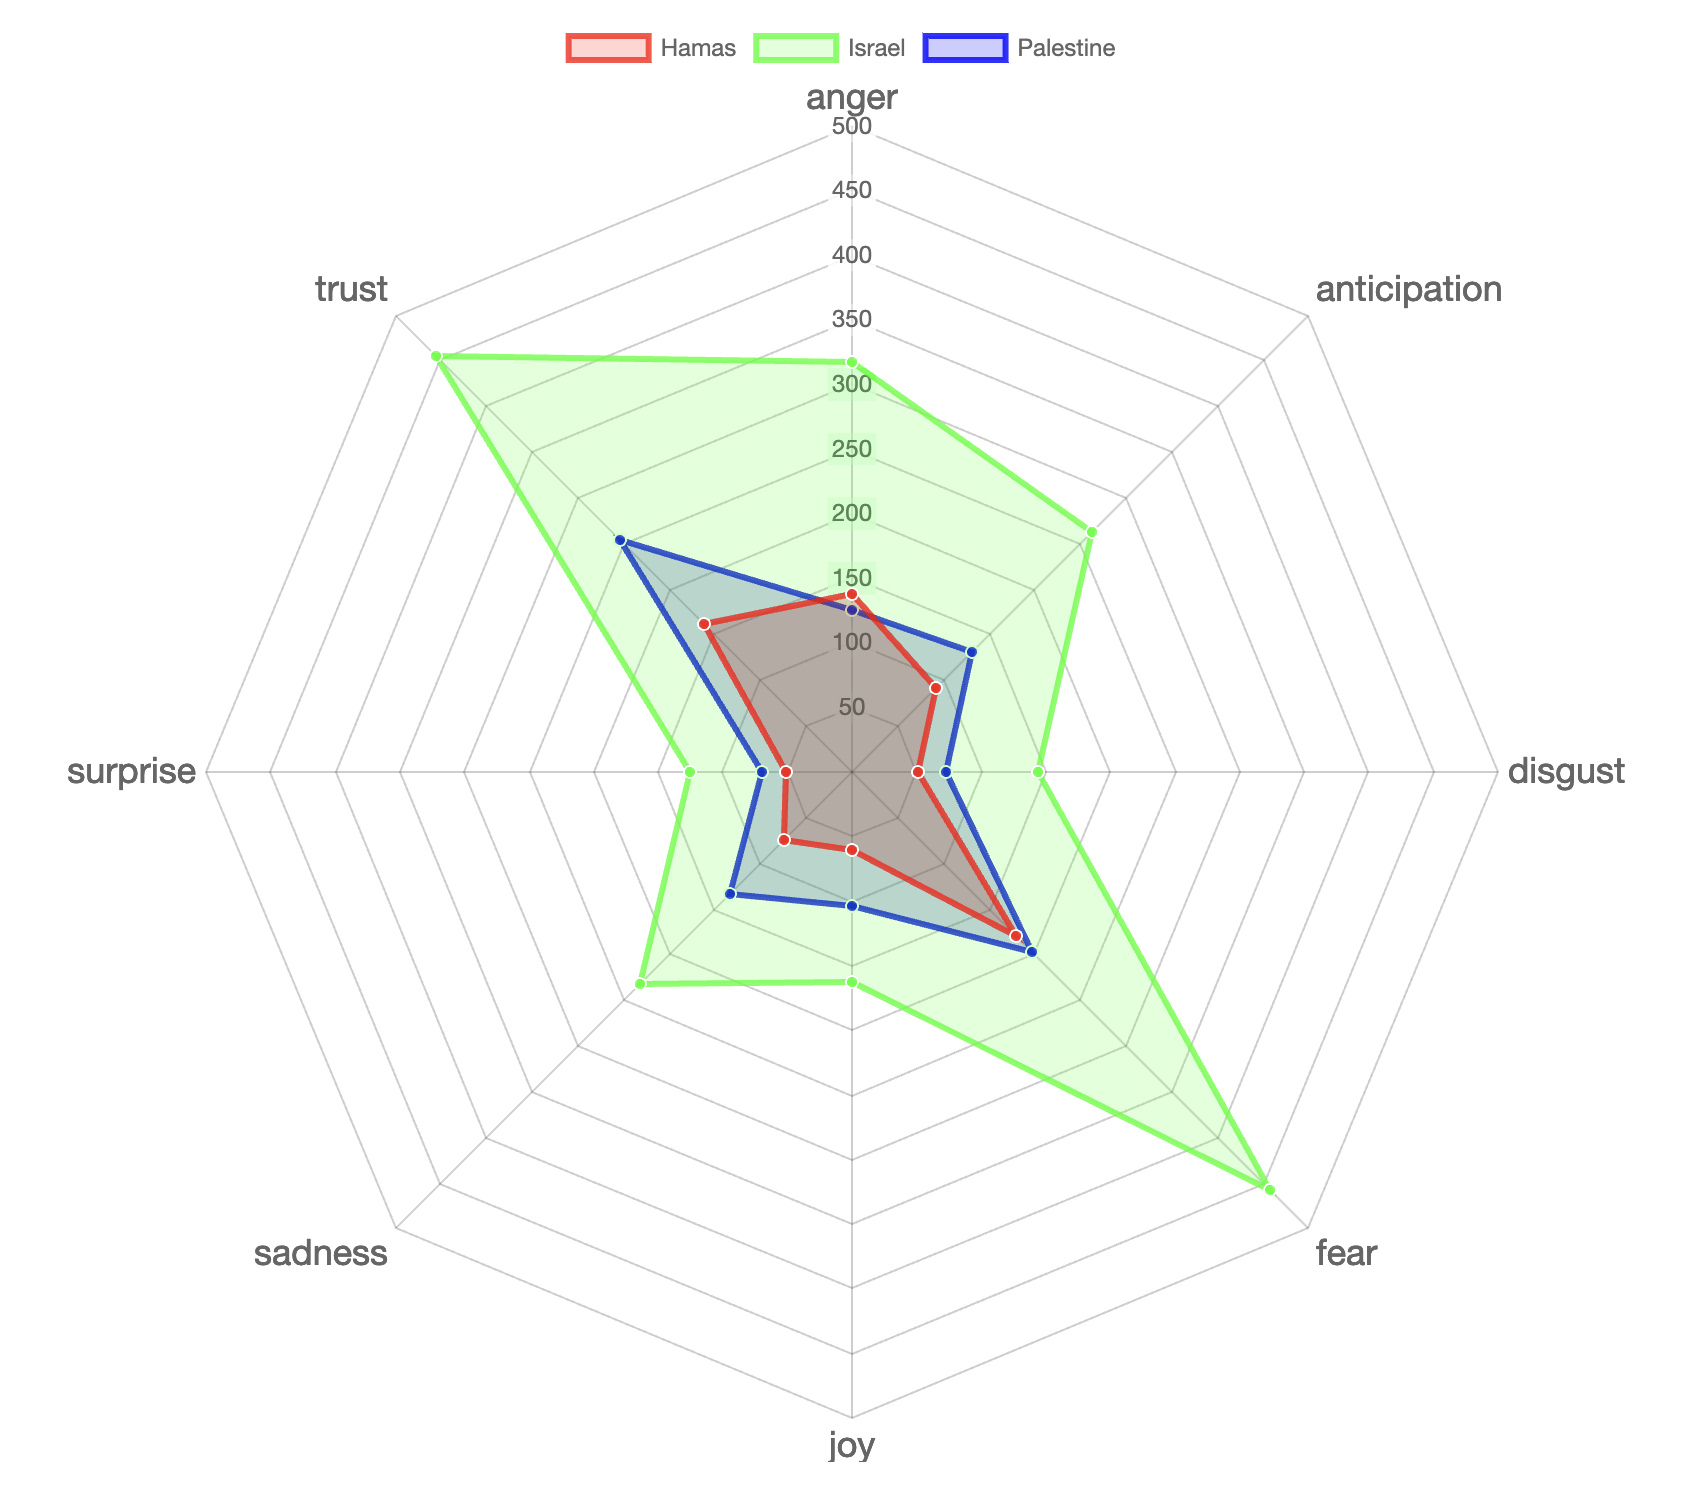 Hamas Israel Palestine
anger
500
450
400
350
300
250
200
150
100
50
trust
anticipation
surprise
disgust
sadness
fear
joy